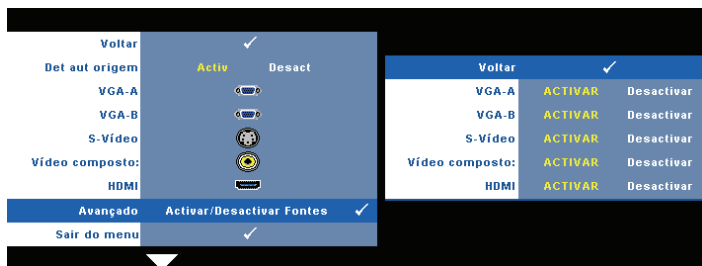 Voltar
Det aut origem Activ Desact
VGA-A
VGA-B
S-Vídeo
Vídeo composto:
HDMI
Avançado Activar/Desactivar Fontes
Sair do menu
Voltar
VGA-A ACTIVAR Desactivar
VGA-B ACTIVAR Desactivar
S-Vídeo ACTIVAR Desactivar
Vídeo composto: ACTIVAR Desactivar
HDMI ACTIVAR Desactivar